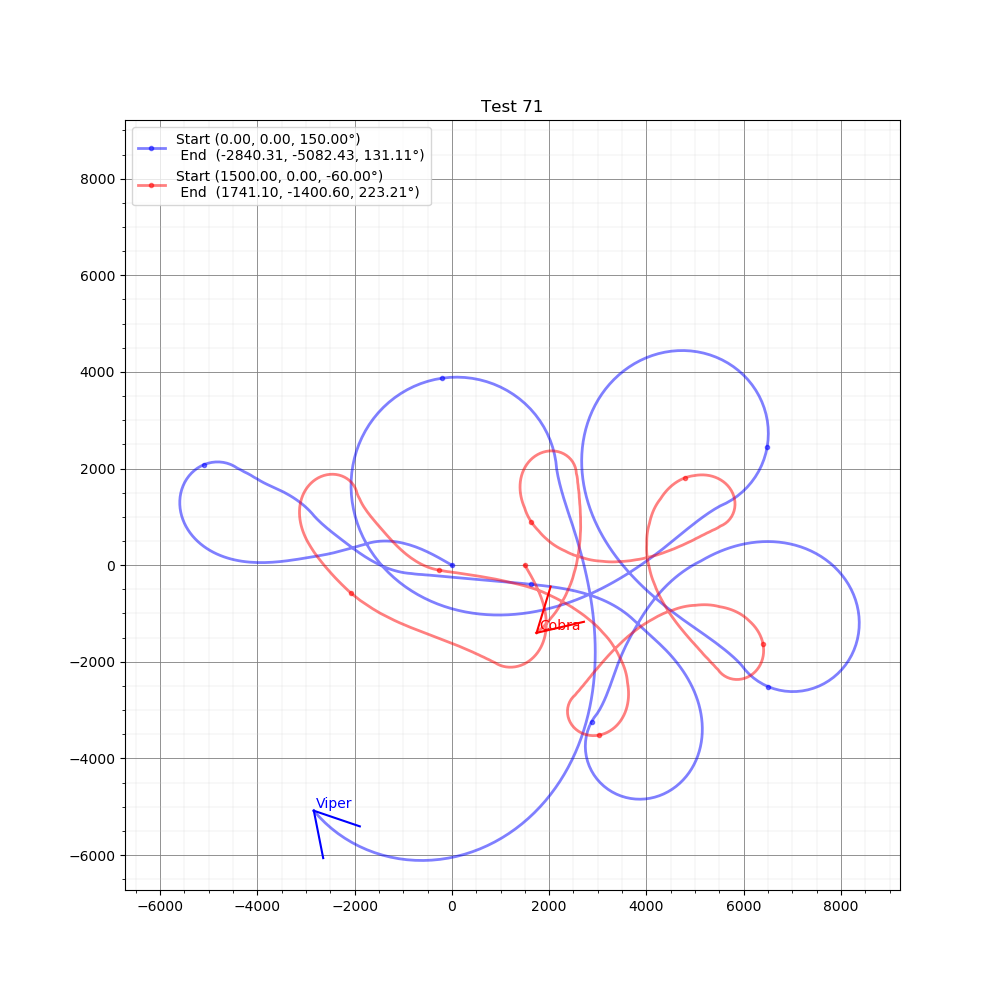 Test 71
Start (0.00, 0.00, 150.00°)
End (-2840.31, -5082.43, 131.11°)
Start (1500.00, 0.00, -60.00°)
End (1741.10, -1400.60, 223.21°)
8000
6000
4000
2000
0
−2000
−4000
−6000
Cobra
Viper
−6000 −4000 −2000 0 2000 4000 6000 8000